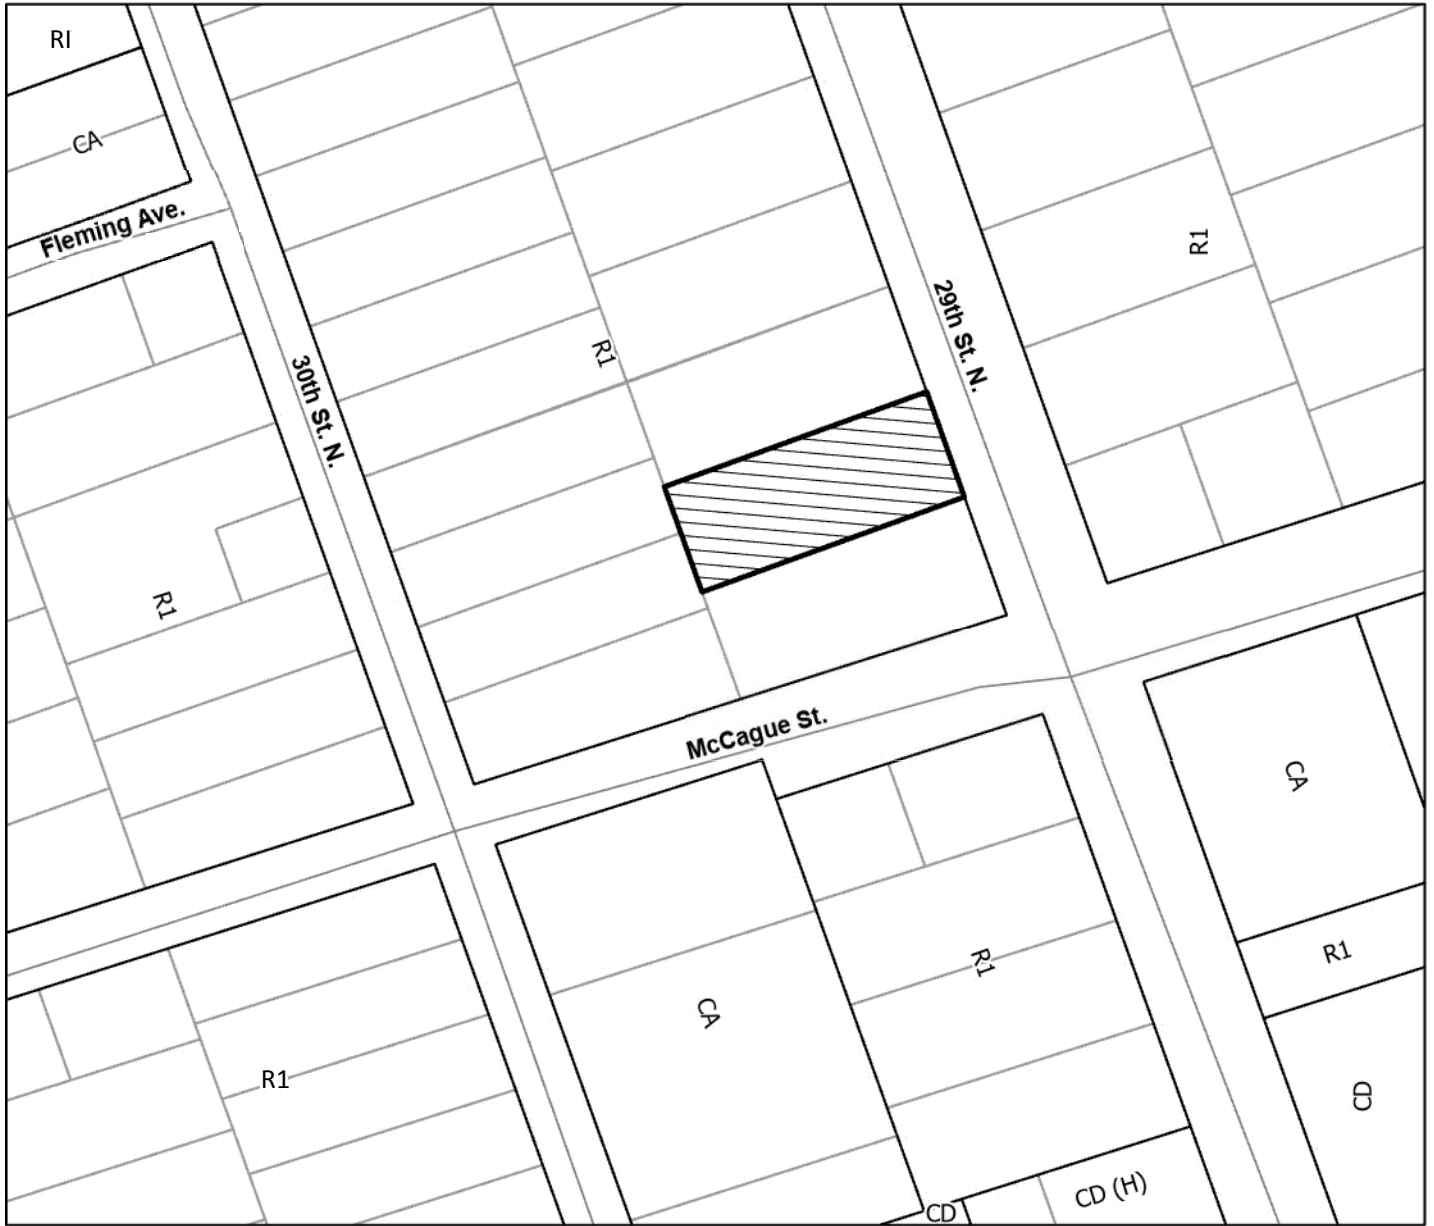 RI
CA
Fleming Ave.
R1
29th St. N.
R1
30th St. N.
R1
McCague St.
CA
R1
R1
CA
R1
CD
CD (H)
CD